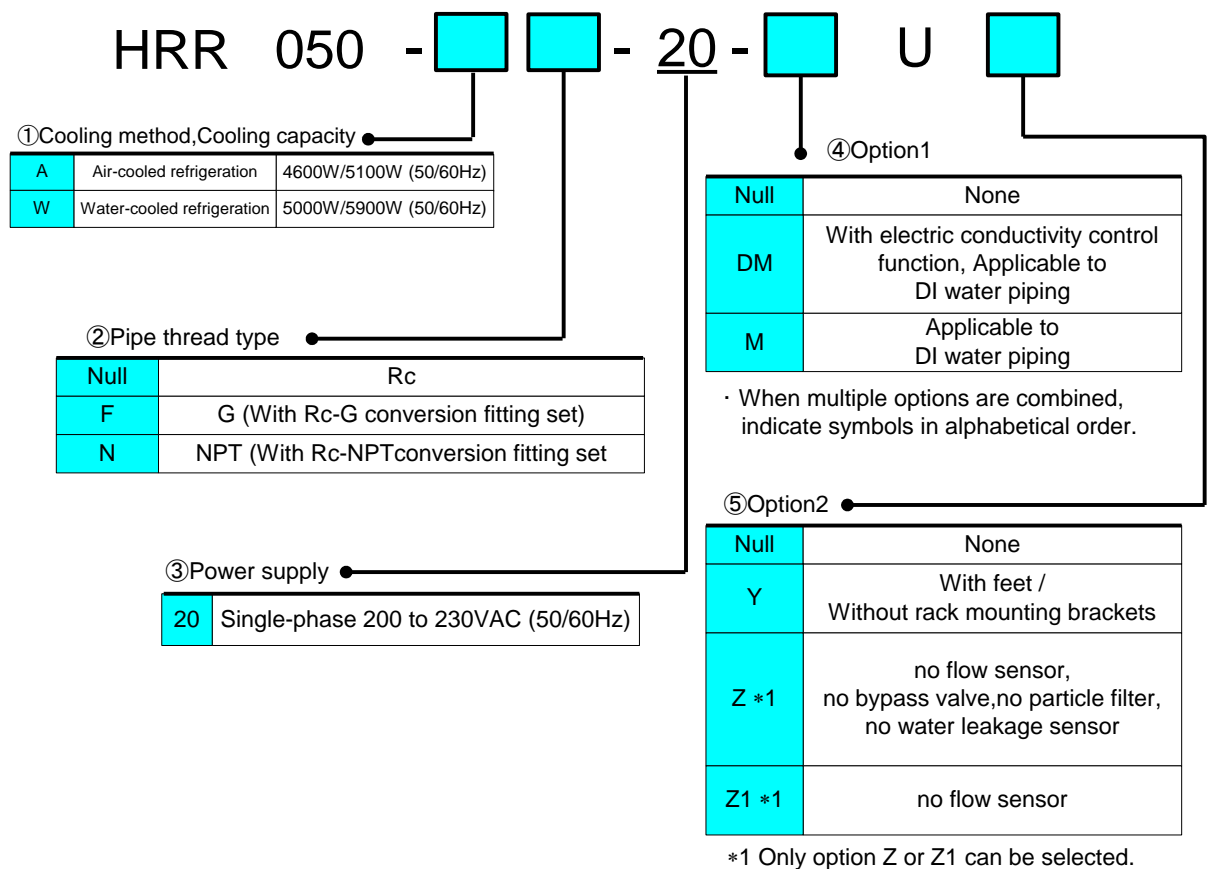 HRR 050 - - 20 - U
①Cooling method,Cooling capacity
A Air-cooled refrigeration 4600W/5100W (50/60Hz)
W Water-cooled refrigeration 5000W/5900W (50/60Hz)
②Pipe thread type
Null Rc
F G (With Rc-G conversion fitting set)
N NPT (With Rc-NPTconversion fitting set
③Power supply
20 Single-phase 200 to 230VAC (50/60Hz)
④Option1
Null None
DM With electric conductivity control
function, Applicable to
DI water piping
M Applicable to
DI water piping
· When multiple options are combined,
indicate symbols in alphabetical order.
⑤Option2
Null None
Y With feet /
Without rack mounting brackets
Z *1 no flow sensor,
no bypass valve,no particle filter,
no water leakage sensor
Z1 *1 no flow sensor
*1 Only option Z or Z1 can be selected.